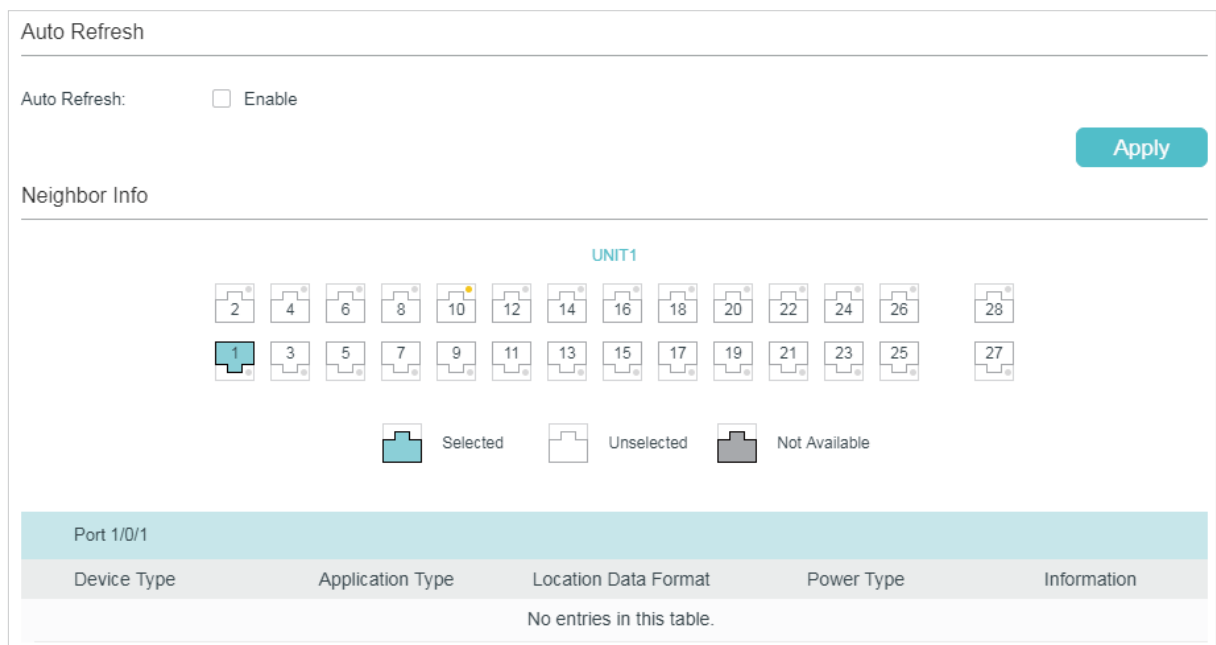 Auto Refresh
Auto Refresh: Enable
Apply
Neighbor Info
UNIT1
2 4 6 8 10 12 14 16 18 20 22 24 26 28
1 3 5 7 9 11 13 15 17 19 21 23 25 27
Selected Unselected Not Available
Port 1/0/1
Device Type Application Type Location Data Format Power Type Information
No entries in this table.